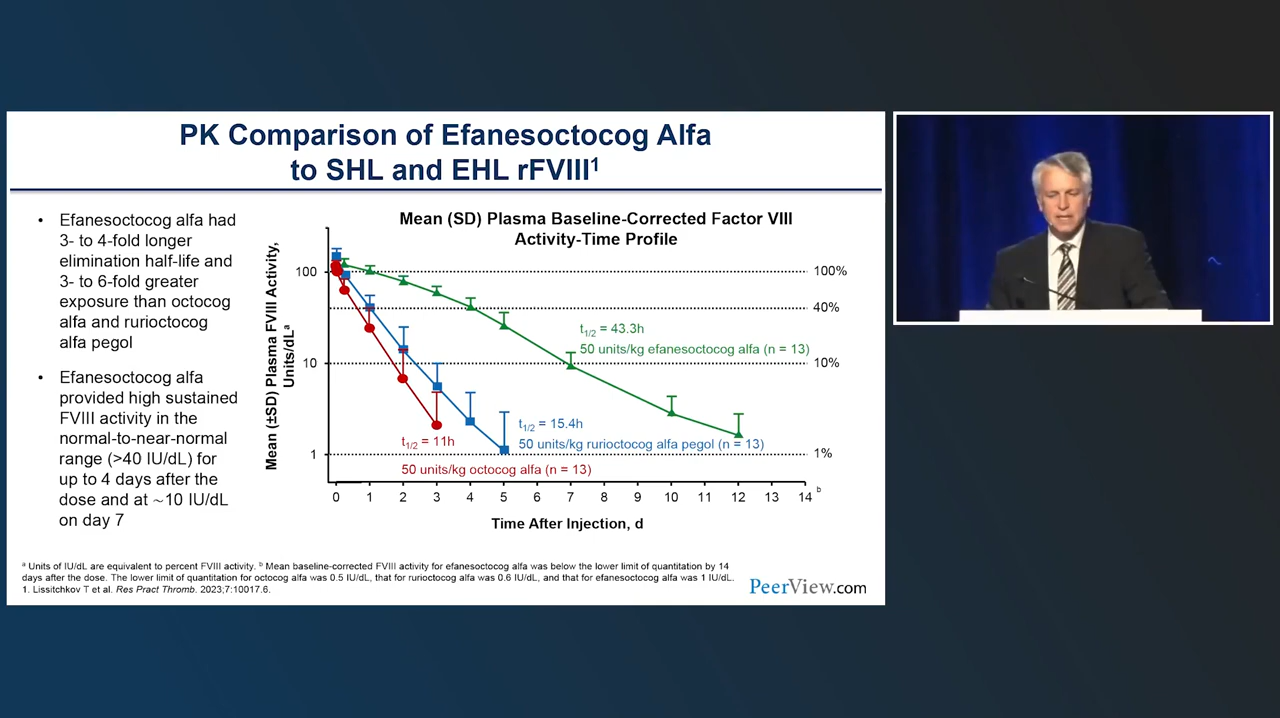 PK Comparison of Efanesoctocog Alfa
to SHL and EHL rFVIII1
• Efanesoctocog alfa had
3- to 4-fold longer
elimination half-life and
3- to 6-fold greater
exposure than octocog
alfa and rurioctocog
alfa pegol
• Efanesoctocog alfa
provided high sustained
FVIII activity in the
normal-to-near-normal
range (>40 IU/dL) for
up to 4 days after the
dose and at ~10 IU/dL
on day 7
Mean (SD) Plasma Baseline-Corrected Factor VIII
Activity-Time Profile
Mean (±SD) Plasma FVIII Activity,
Units/dLa
100
10
1
100%
40%
10%
1%
t1/2 = 43.3h
50 units/kg efanesoctocog alfa (n = 13)
t1/2 = 15.4h
50 units/kg rurioctocog alfa pegol (n = 13)
t1/2 = 11h
50 units/kg octocog alfa (n = 13)
0 1 2 3 4 5 6 7 8 9 10 11 12 13 14 b
Time After Injection, d
a Units of IU/dL are equivalent to percent FVIII activity. b Mean baseline-corrected FVIII activity for efanesoctocog alfa was below the lower limit of quantitation by 14
days after the dose. The lower limit of quantitation for octocog alfa was 0.5 IU/dL, that for rurioctocog alfa was 0.6 IU/dL, and that for efanesoctocog alfa was 1 IU/dL.
1. Lissitchkov T et al. Res Pract Thromb. 2023;7:10017.6.
PeerView.com